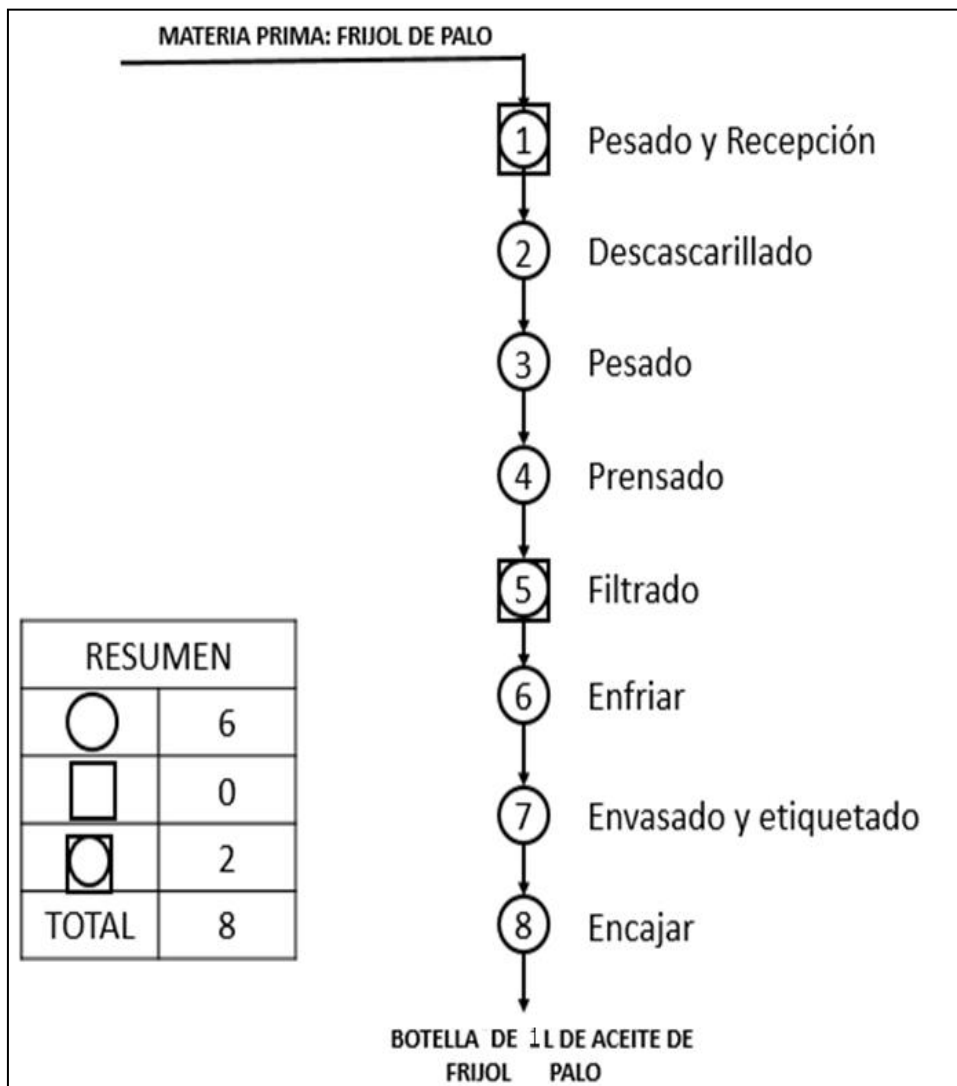 MATERIA PRIMA: FRIJOL DE PALO
1 Pesado y Recepción
2 Descascarillado
3 Pesado
4 Prensado
5 Filtrado
6 Enfriar
7 Envasado y etiquetado
8 Encajar
BOTELLA DE 1 L DE ACEITE DE
FRIJOL PALO
RESUMEN
6
0
2
TOTAL 8